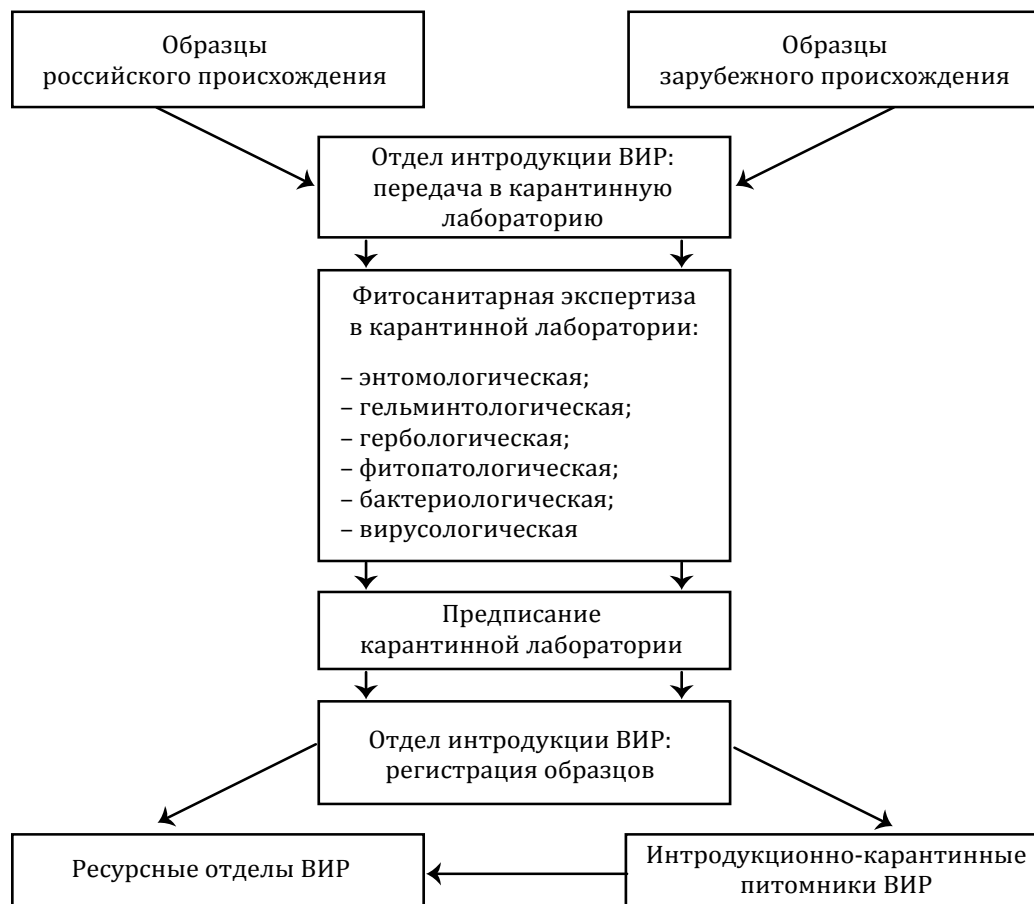 Образцы
российского происхождения
Образцы
зарубежного происхождения
Отдел интродукции ВИР:
передача в карантинную
лабораторию
Фитосанитарная экспертиза
в карантинной лаборатории:
– энтомологическая;
– гельминтологическая;
– гербологическая;
– фитопатологическая;
– бактериологическая;
– вирусологическая
Предписание
карантинной лаборатории
Отдел интродукции ВИР:
регистрация образцов
Ресурсные отделы ВИР
Интродукционно-карантинные
питомники ВИР